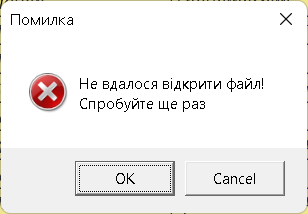 Помилка
Не вдалося відкрити файл!
Спробуйте ще раз
OK
Cancel